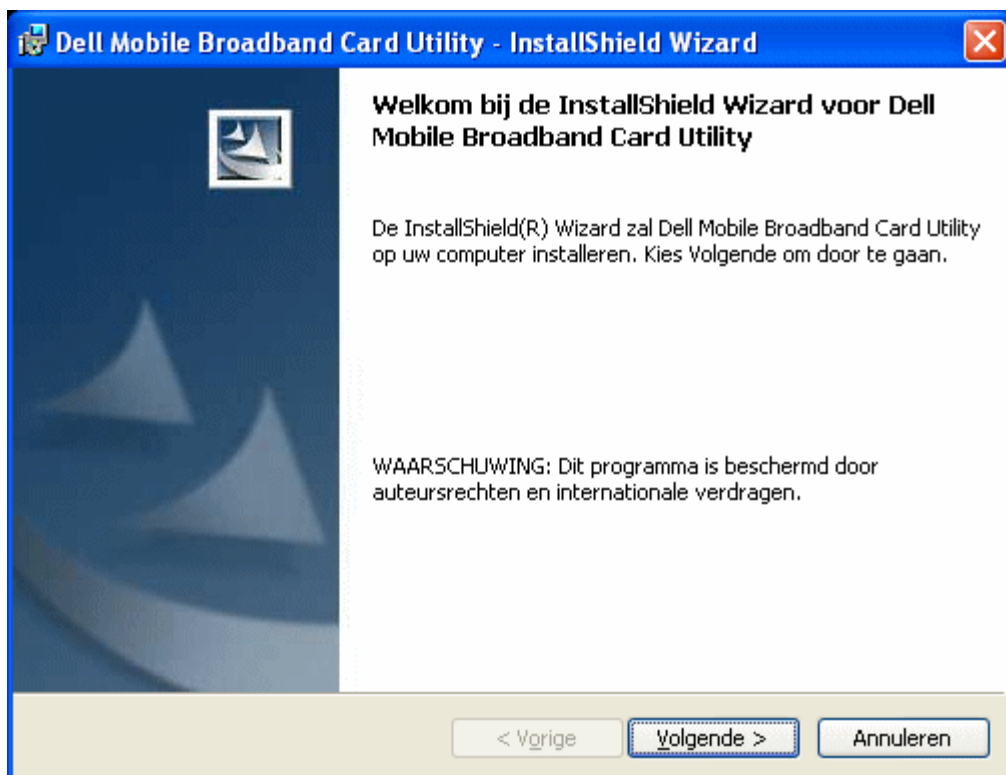 Dell Mobile Broadband Card Utility - InstallShield Wizard
Welkom bij de InstallShield Wizard voor Dell
Mobile Broadband Card Utility
De InstallShield(R) Wizard zal Dell Mobile Broadband Card Utility
op uw computer installeren. Kies Volgende om door te gaan.
WAARSCHUWING: Dit programma is beschermd door
auteursrechten en internationale verdragen.
< Vorige
Volgende >
Annuleren